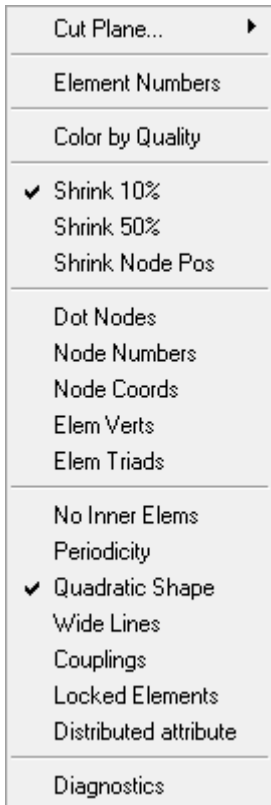 Cut Plane...
Element Numbers
Color by Quality
Shrink 10%
Shrink 50%
Shrink Node Pos
Dot Nodes
Node Numbers
Node Coords
Elem Verts
Elem Triads
No Inner Elems
Periodicity
Quadratic Shape
Wide Lines
Couplings
Locked Elements
Distributed attribute
Diagnostics